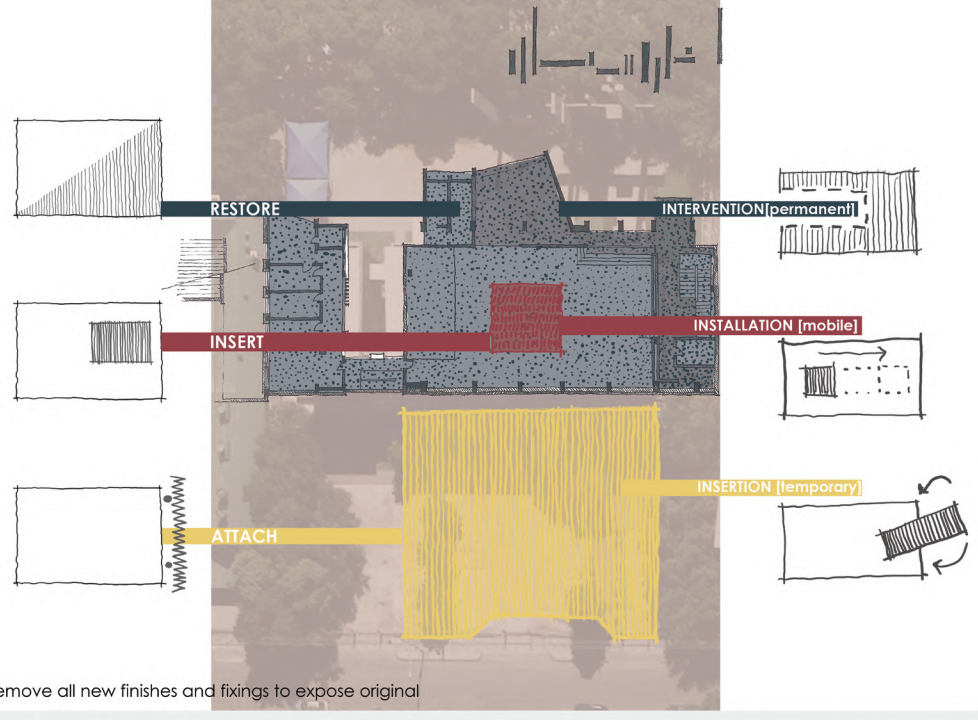 RESTORE
INTERVENTION[permanent]
INSERT
INSTALLATION [mobile]
ATTACH
INSERTION [temporary]
emove all new finishes and fixings to expose original